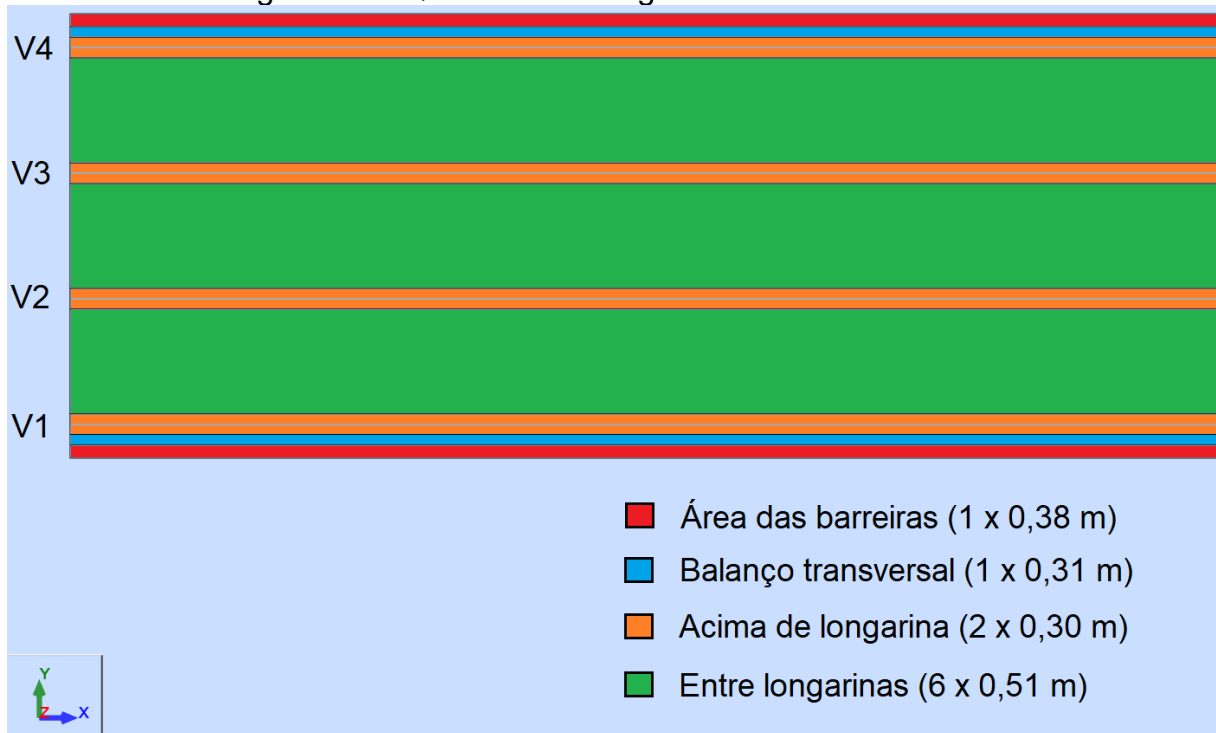 V4
V3
V2
V1
Área das barreiras (1 x 0,38 m)
Balanço transversal (1 x 0,31 m)
Acima de longarina (2 x 0,30 m)
Entre longarinas (6 x 0,51 m)
Y
Z
X